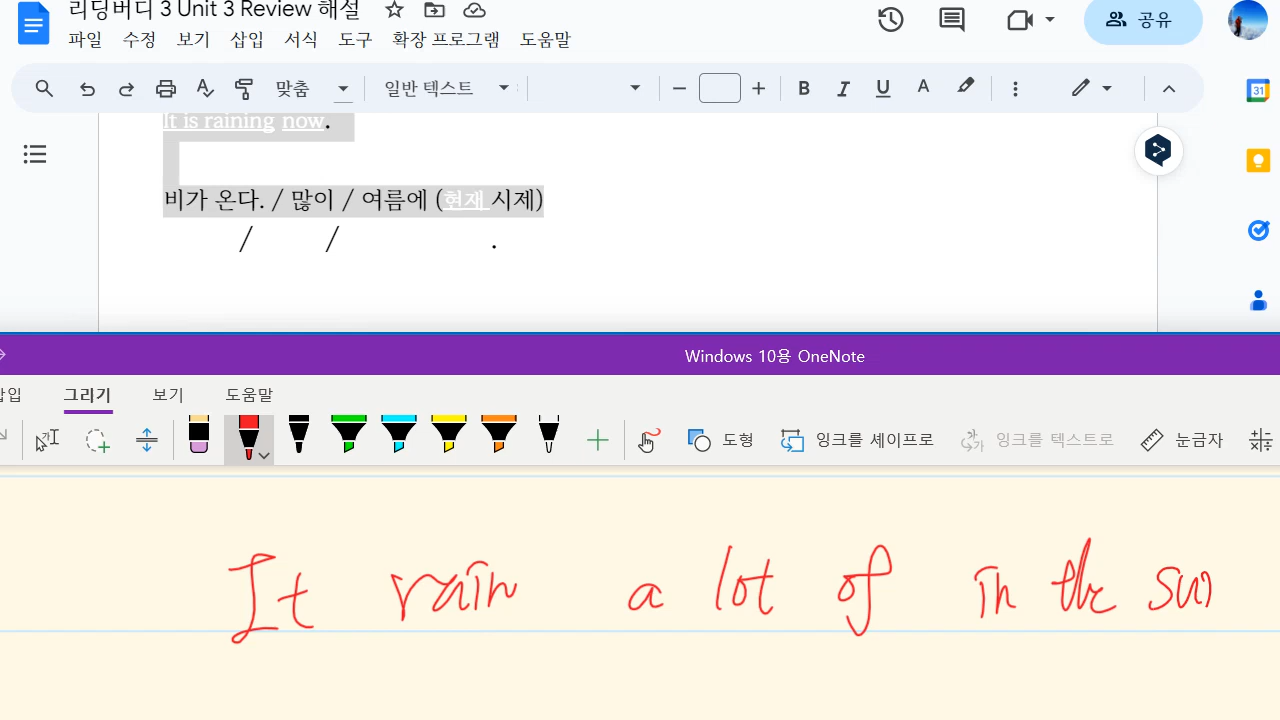 리딩버디 3 Unit 3 Review 해설
파일 수정 보기 삽입 서식 도구 확장 프로그램 도움말
공유
맞춤 일반 텍스트 B I U A
31
It is raining now.
비가 온다. / 많이 / 여름에 (현재 시제)
/ / .
Windows 10용 OneNote
그리기 보기 도움말
도형 잉크를 셰이프로 잉크를 텍스트로 눈금자
It rain a lot of in the